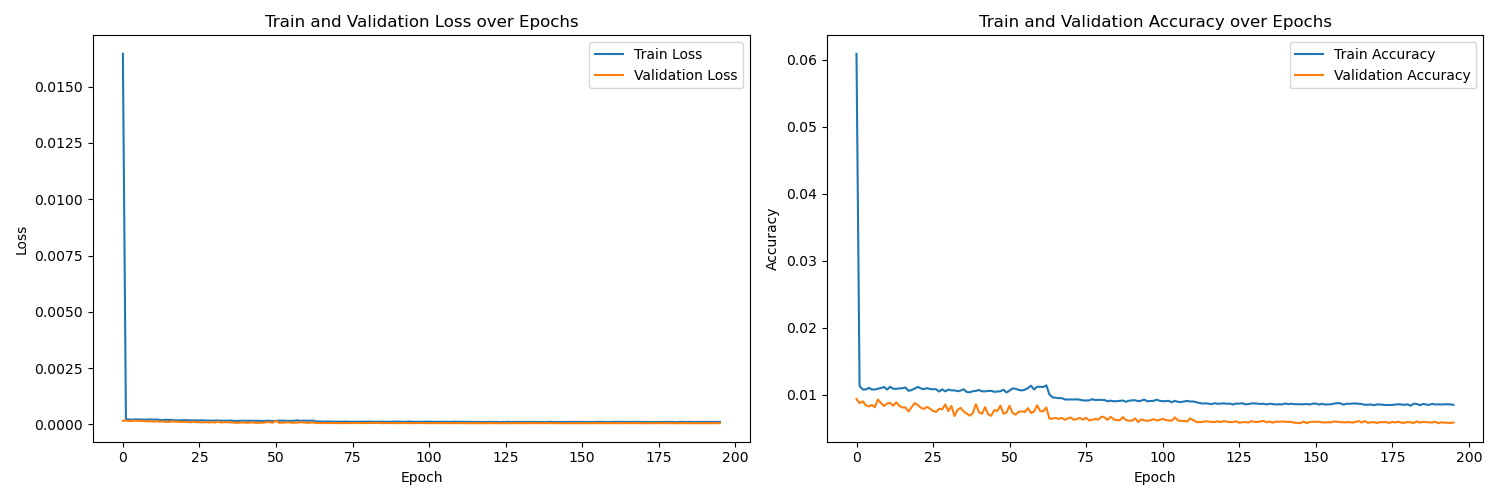 Train and Validation Loss over Epochs
Train Loss
Validation Loss
0.0150
0.0125
0.0100
0.0075
0.0050
0.0025
0.0000
Loss
0 25 50 75 100 125 150 175 200
Epoch
Train and Validation Accuracy over Epochs
Train Accuracy
Validation Accuracy
0.06
0.05
0.04
0.03
0.02
0.01
Accuracy
0 25 50 75 100 125 150 175 200
Epoch